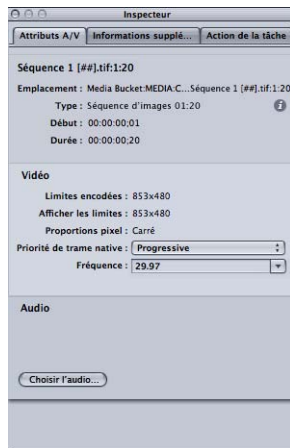 Inspecteur
Attributs A/V Informations supplé... Action de la tâche
Séquence 1 [##].tif:1:20
Emplacement : Media Bucket:MEDIA:C...Séquence 1 [##].tif:1:20
Type : Séquence d'images 01:20
Début : 00:00:00;01
Durée : 00:00:00;20
Vidéo
Limites encodées : 853x480
Afficher les limites : 853x480
Proportions pixel : Carré
Priorité de trame native : Progressive
Fréquence : 29.97
Audio
Choisir l'audio...